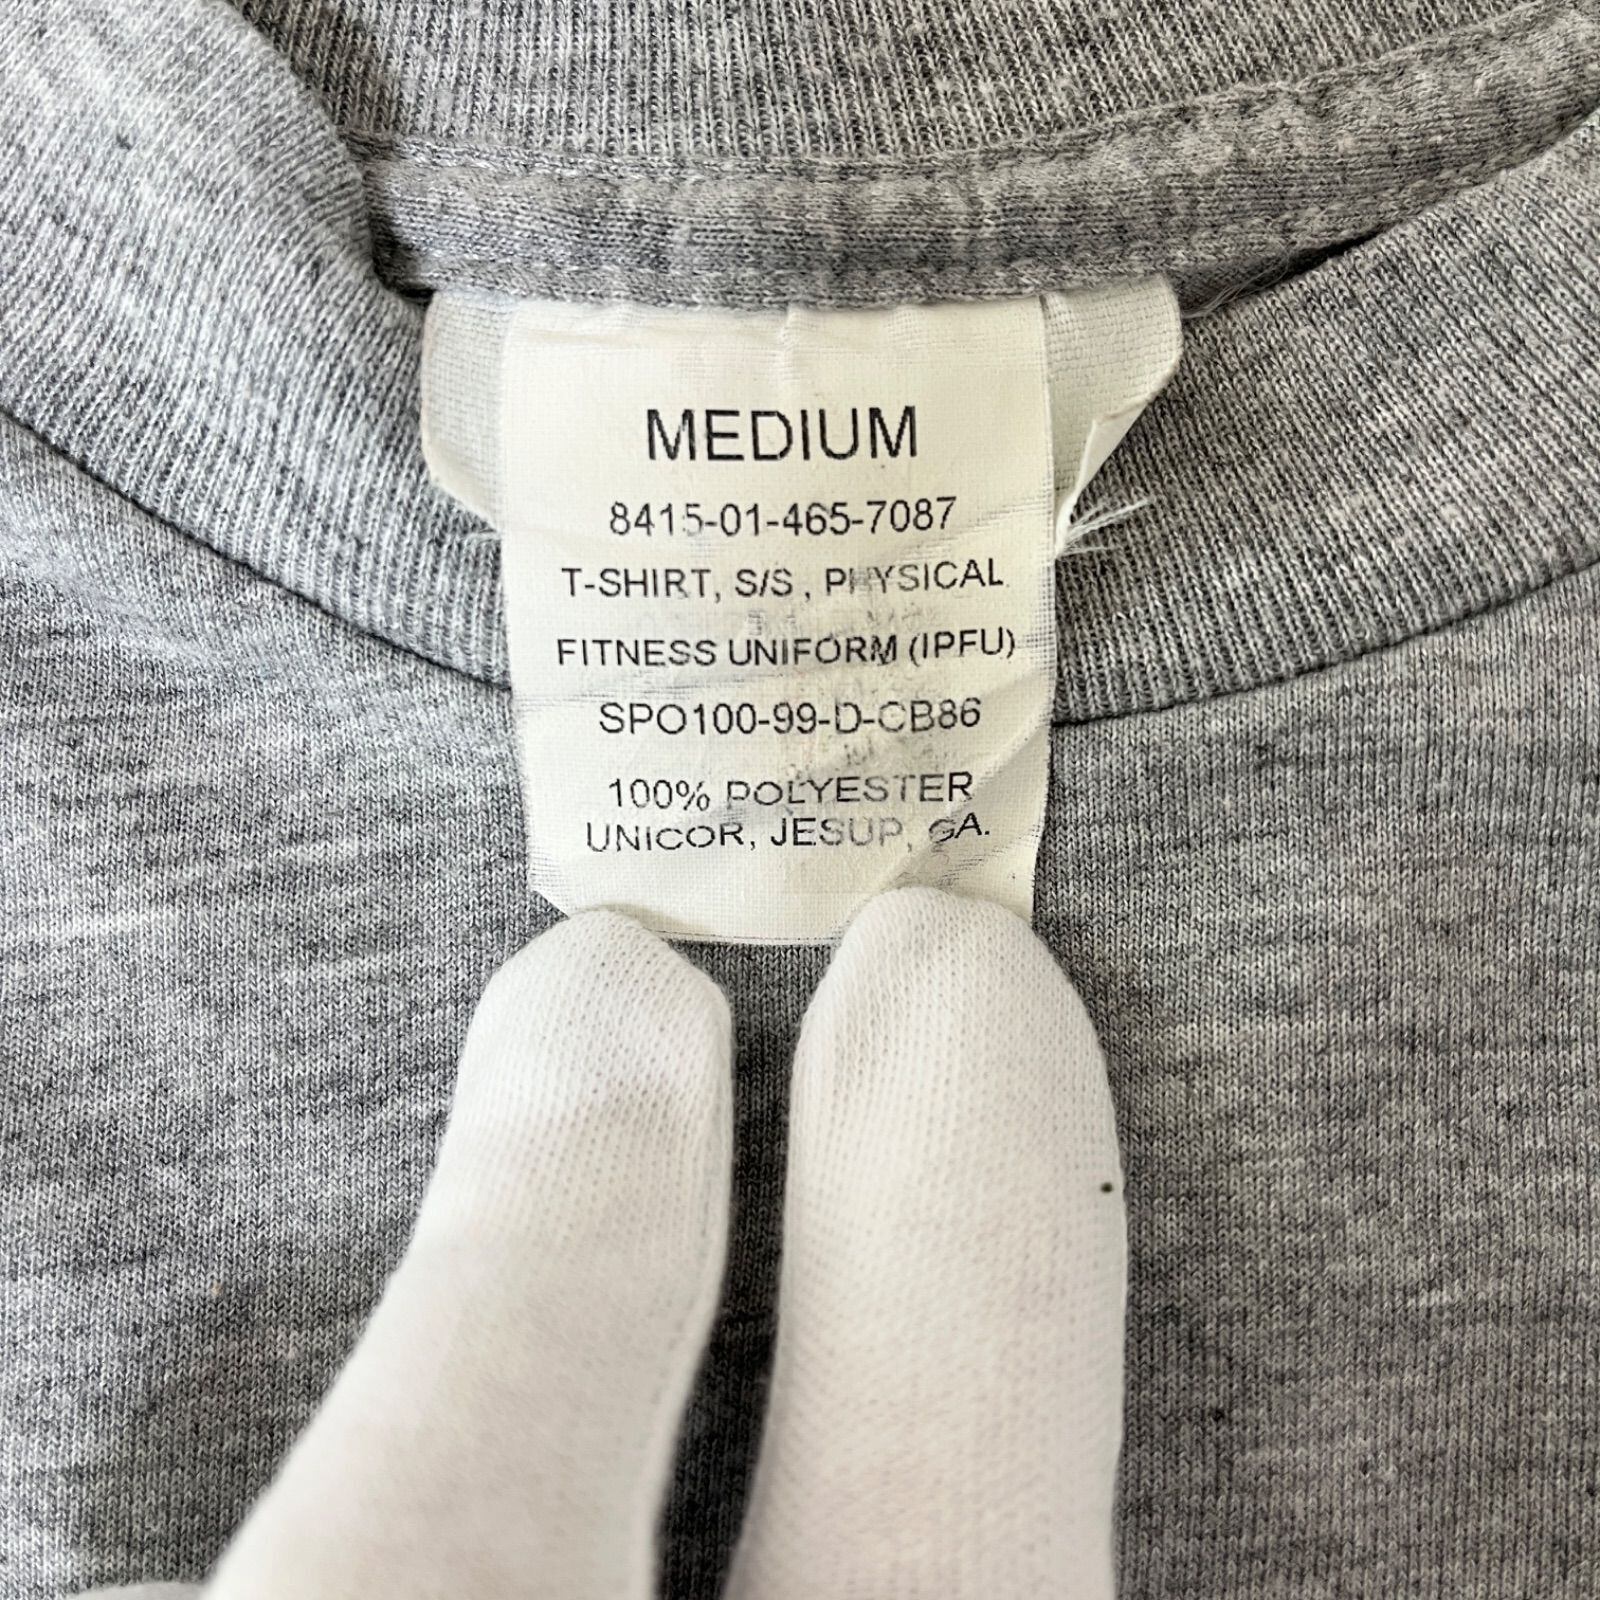 MEDIUM
8415-01-465-7087
T-SHIRT, S/S , PHYSICAL
FITNESS UNIFORM (IPFU)
SPO100-99-D-CB86
100% POLYESTER
UNICOR, JESUP, GA.